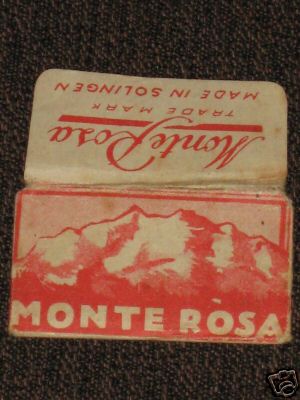 MADE IN SOLINGEN
TRADE MARK
Monte Rosa
MONTE ROSA